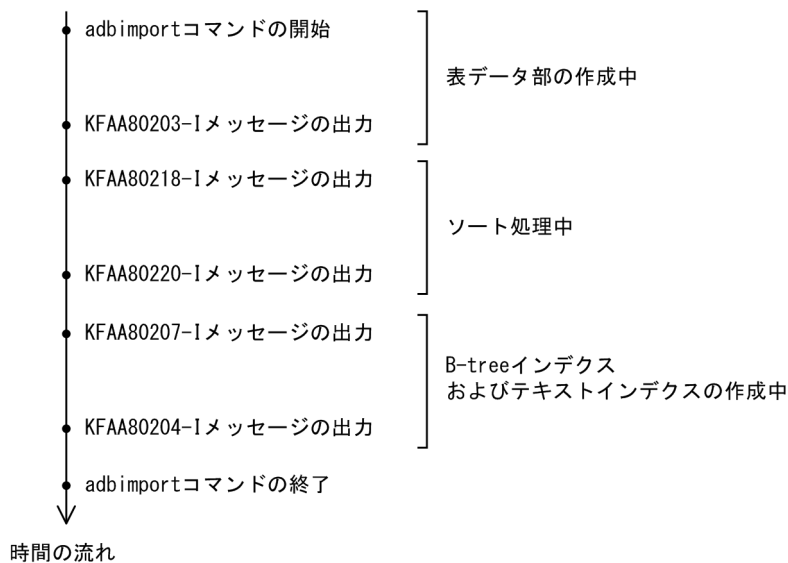 adbimportコマンドの開始
表データ部の作成中
KFAA80203-Iメッセージの出力
KFAA80218-Iメッセージの出力
ソート処理中
KFAA80220-Iメッセージの出力
KFAA80207-Iメッセージの出力
B-treeインデクス
およびテキストインデクスの作成中
KFAA80204-Iメッセージの出力
adbimportコマンドの終了
時間の流れ